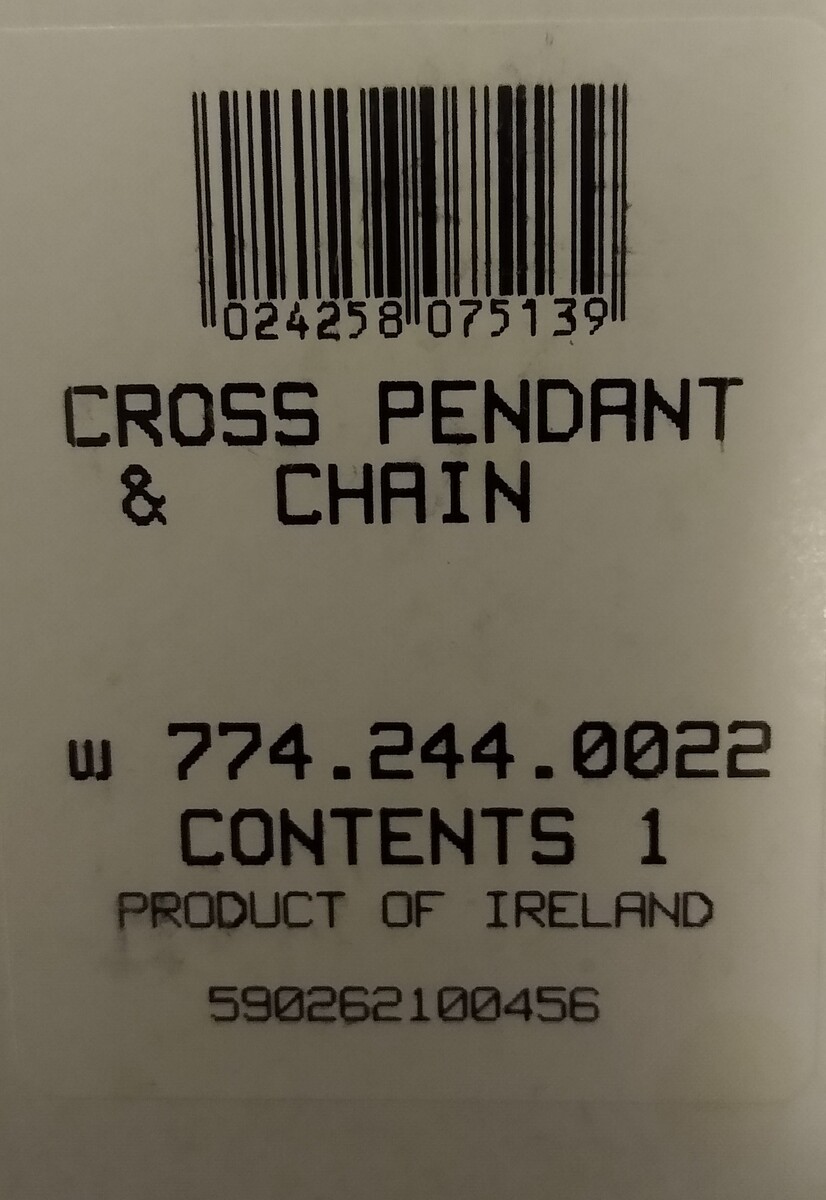 024258 075139
CROSS PENDANT
& CHAIN
W 774.244.0022
CONTENTS 1
PRODUCT OF IRELAND
590262100456